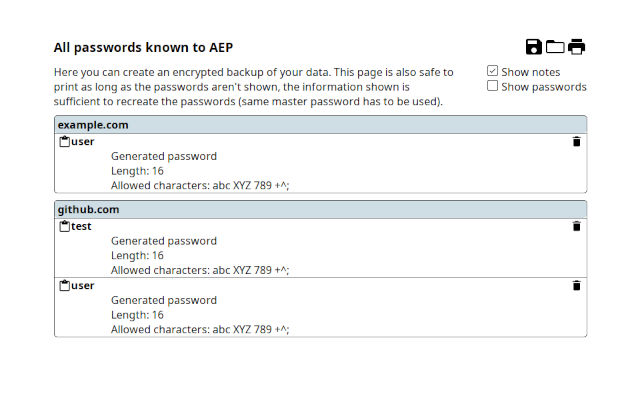 All passwords known to AEP
Here you can create an encrypted backup of your data. This page is also safe to
print as long as the passwords aren't shown, the information shown is
sufficient to recreate the passwords (same master password has to be used).
Show notes
Show passwords
example.com
user
Generated password
Length: 16
Allowed characters: abc XYZ 789 +^;
github.com
test
Generated password
Length: 16
Allowed characters: abc XYZ 789 +^;
user
Generated password
Length: 16
Allowed characters: abc XYZ 789 +^;